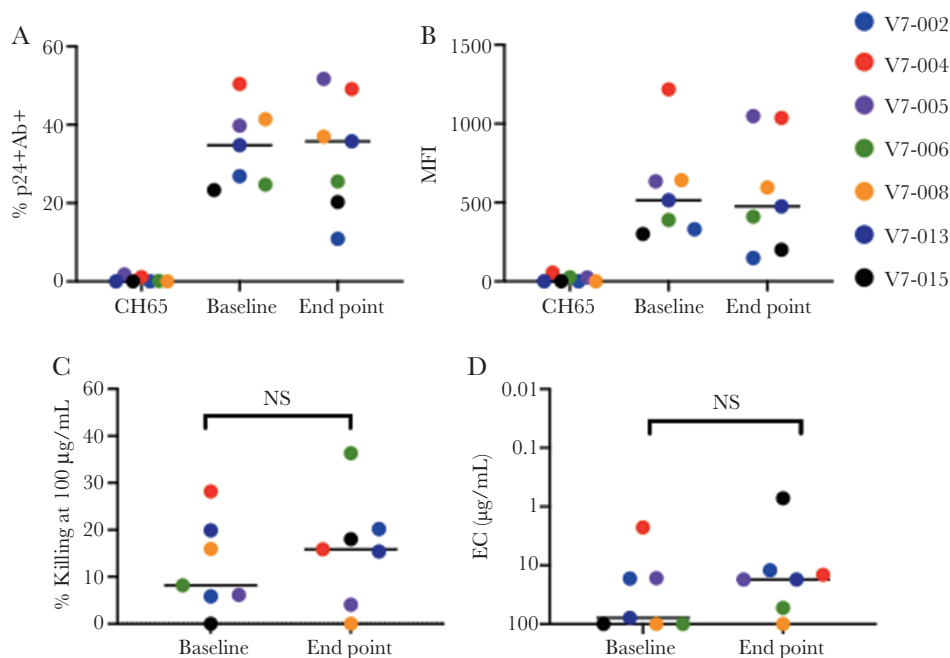 A
% p24+Ab+
60
40
20
0
CH65
Baseline
End point
B
MFI
1500
1000
500
0
CH65
Baseline
End point
V7-002
V7-004
V7-005
V7-006
V7-008
V7-013
V7-015
C
% Killing at 100 μg/mL
60
50
40
30
20
10
0
NS
Baseline
End point
D
EC (μg/mL)
0.01
0.1
1
10
100
NS
Baseline
End point